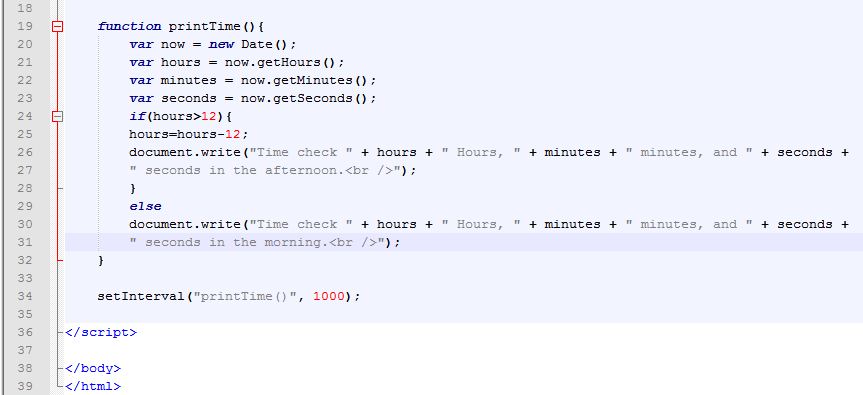 18
19 function printTime(){
20 var now = new Date();
21 var hours = now.getHours();
22 var minutes = now.getMinutes();
23 var seconds = now.getSeconds();
24 if(hours>12){
25 hours=hours-12;
26 document.write("Time check " + hours + " Hours, " + minutes + " minutes, and " + seconds +
27 " seconds in the afternoon.<br />");
28 }
29 else
30 document.write("Time check " + hours + " Hours, " + minutes + " minutes, and " + seconds +
31 " seconds in the morning.<br />");
32 }
33
34 setInterval("printTime()", 1000);
35
36 </script>
37
38 </body>
39 </html>